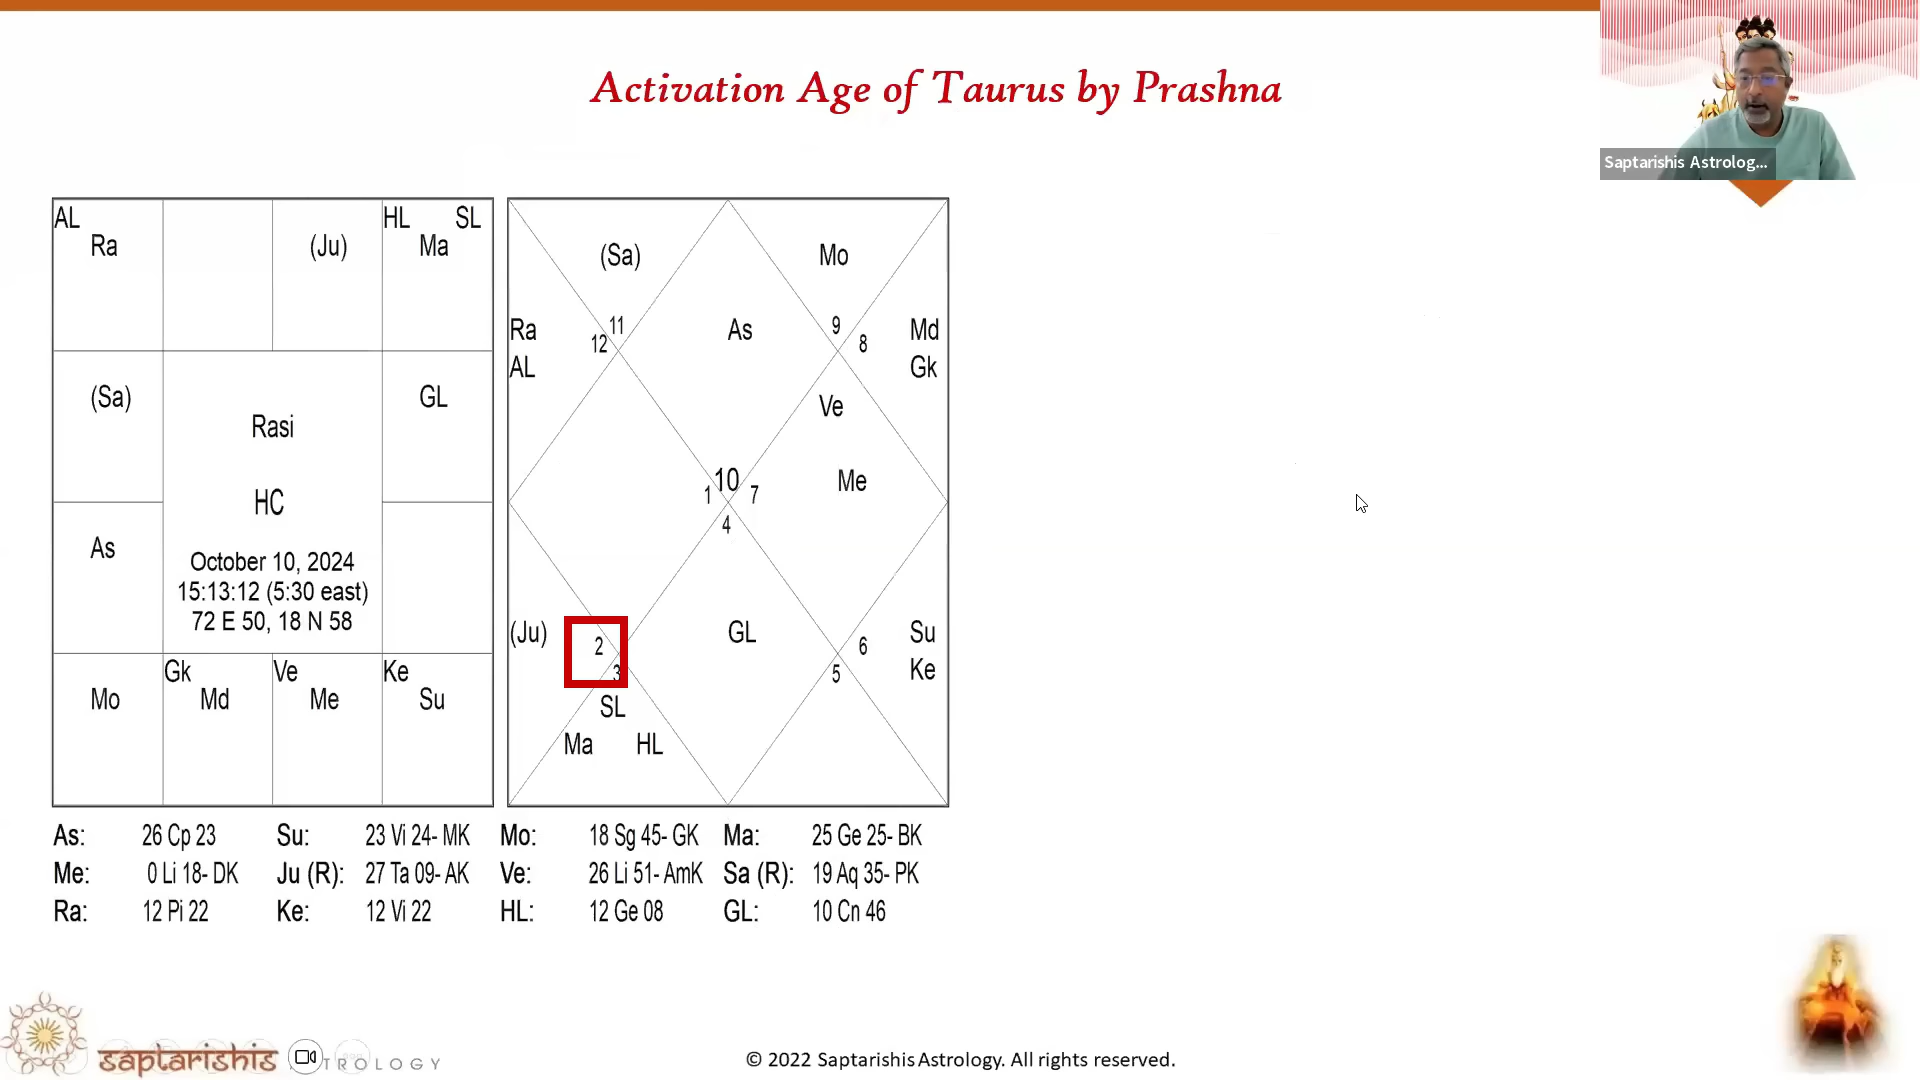 Activation Age of Taurus by Prashna
Saptarishis Astrolog...
AL
Ra
(Ju)
HL SL
Ma
(Sa)
GL
Rasi
HC
October 10, 2024
15:13:12 (5:30 east)
72 E 50, 18 N 58
As
Mo
Gk
Md
Ve
Me
Ke
Su
(Sa)
Mo
Ra
AL
12
11
As
9
8
Md
Gk
Ve
Me
10
1
7
4
(Ju)
2
3
GL
6
5
Su
Ke
SL
Ma HL
As: 26 Cp 23 Su: 23 Vi 24- MK Mo: 18 Sg 45- GK Ma: 25 Ge 25- BK
Me: 0 Li 18- DK Ju (R): 27 Ta 09- AK Ve: 26 Li 51- AmK Sa (R): 19 Aq 35- PK
Ra: 12 Pi 22 Ke: 12 Vi 22 HL: 12 Ge 08 GL: 10 Cn 46
saptarishis
TROLOGY
© 2022 Saptarishis Astrology. All rights reserved.